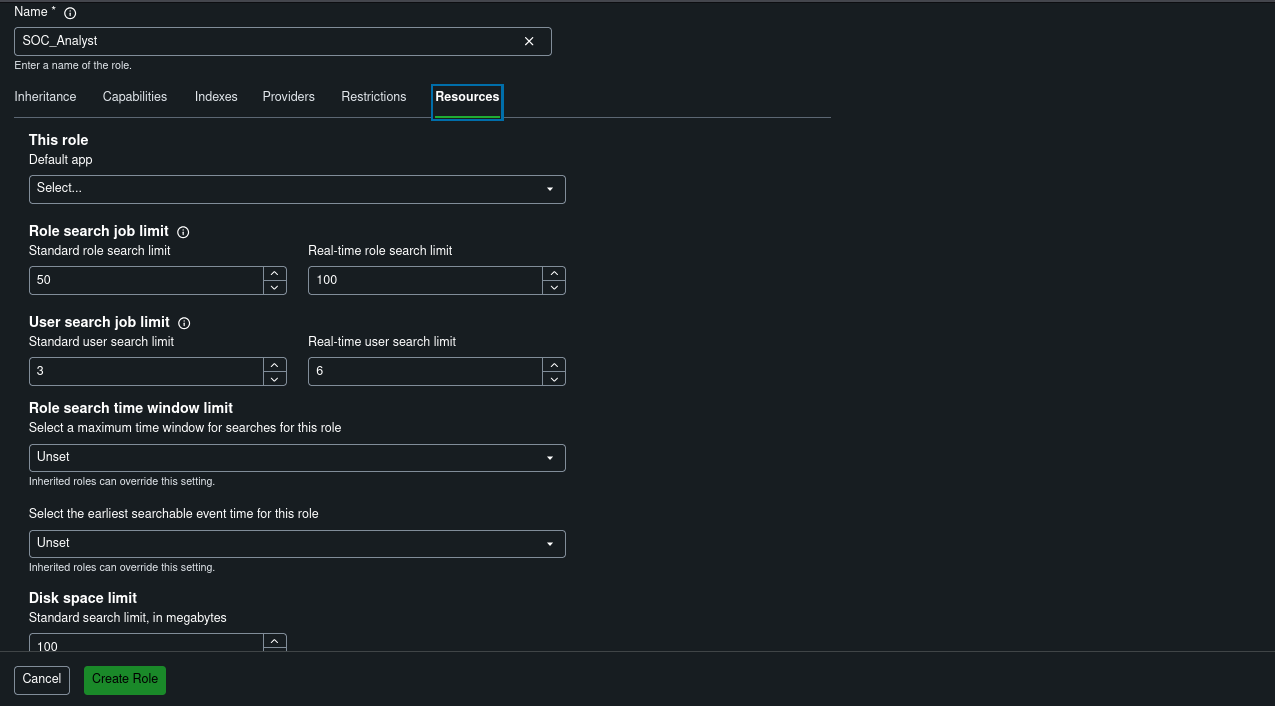 Name *
SOC_Analyst
Enter a name of the role.
Inheritance Capabilities Indexes Providers Restrictions Resources
This role
Default app
Select...
Role search job limit
Standard role search limit Real-time role search limit
50 100
User search job limit
Standard user search limit Real-time user search limit
3 6
Role search time window limit
Select a maximum time window for searches for this role
Unset
Inherited roles can override this setting.
Select the earliest searchable event time for this role
Unset
Inherited roles can override this setting.
Disk space limit
Standard search limit, in megabytes
100
Cancel Create Role